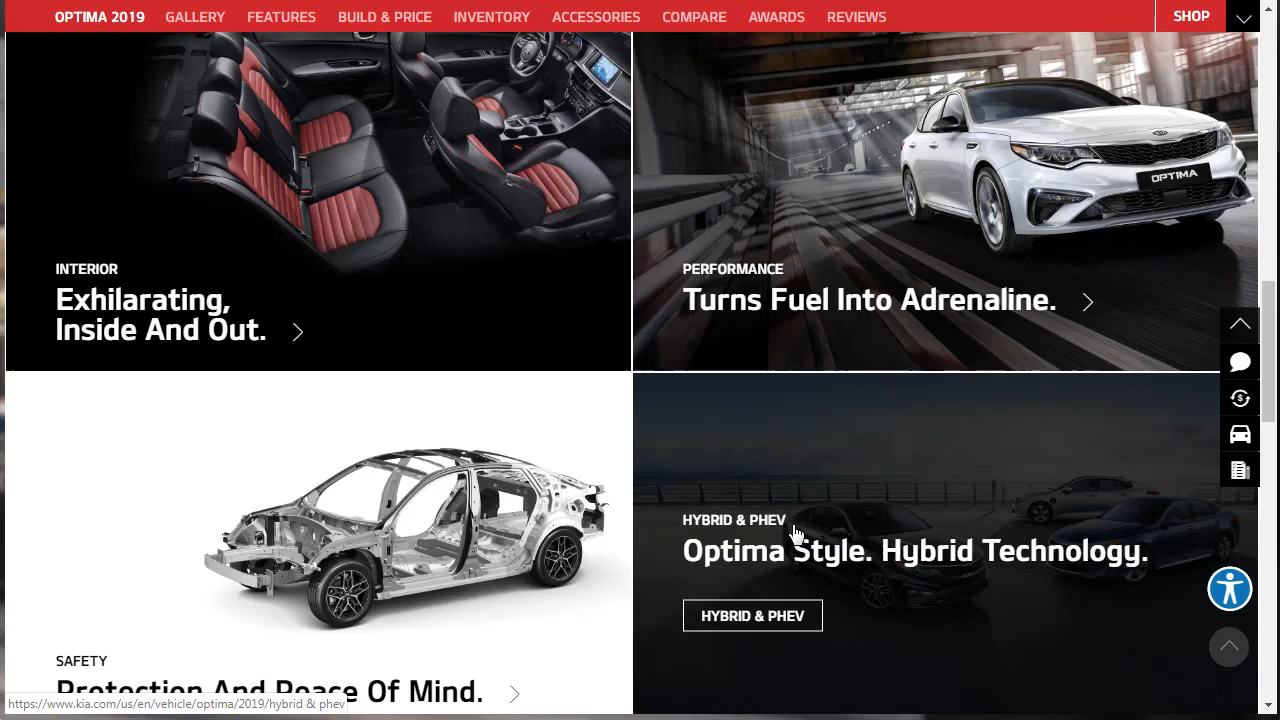 OPTIMA 2019 GALLERY FEATURES BUILD & PRICE INVENTORY ACCESSORIES COMPARE AWARDS REVIEWS SHOP
OPTIMA
INTERIOR
Exhilarating,
Inside And Out.
PERFORMANCE
Turns Fuel Into Adrenaline.
HYBRID & PHEV
Optima Style. Hybrid Technology.
HYBRID & PHEV
SAFETY
Protection And Peace Of Mind.
https://www.kia.com/us/en/vehicle/optima/2019/hybrid & phev